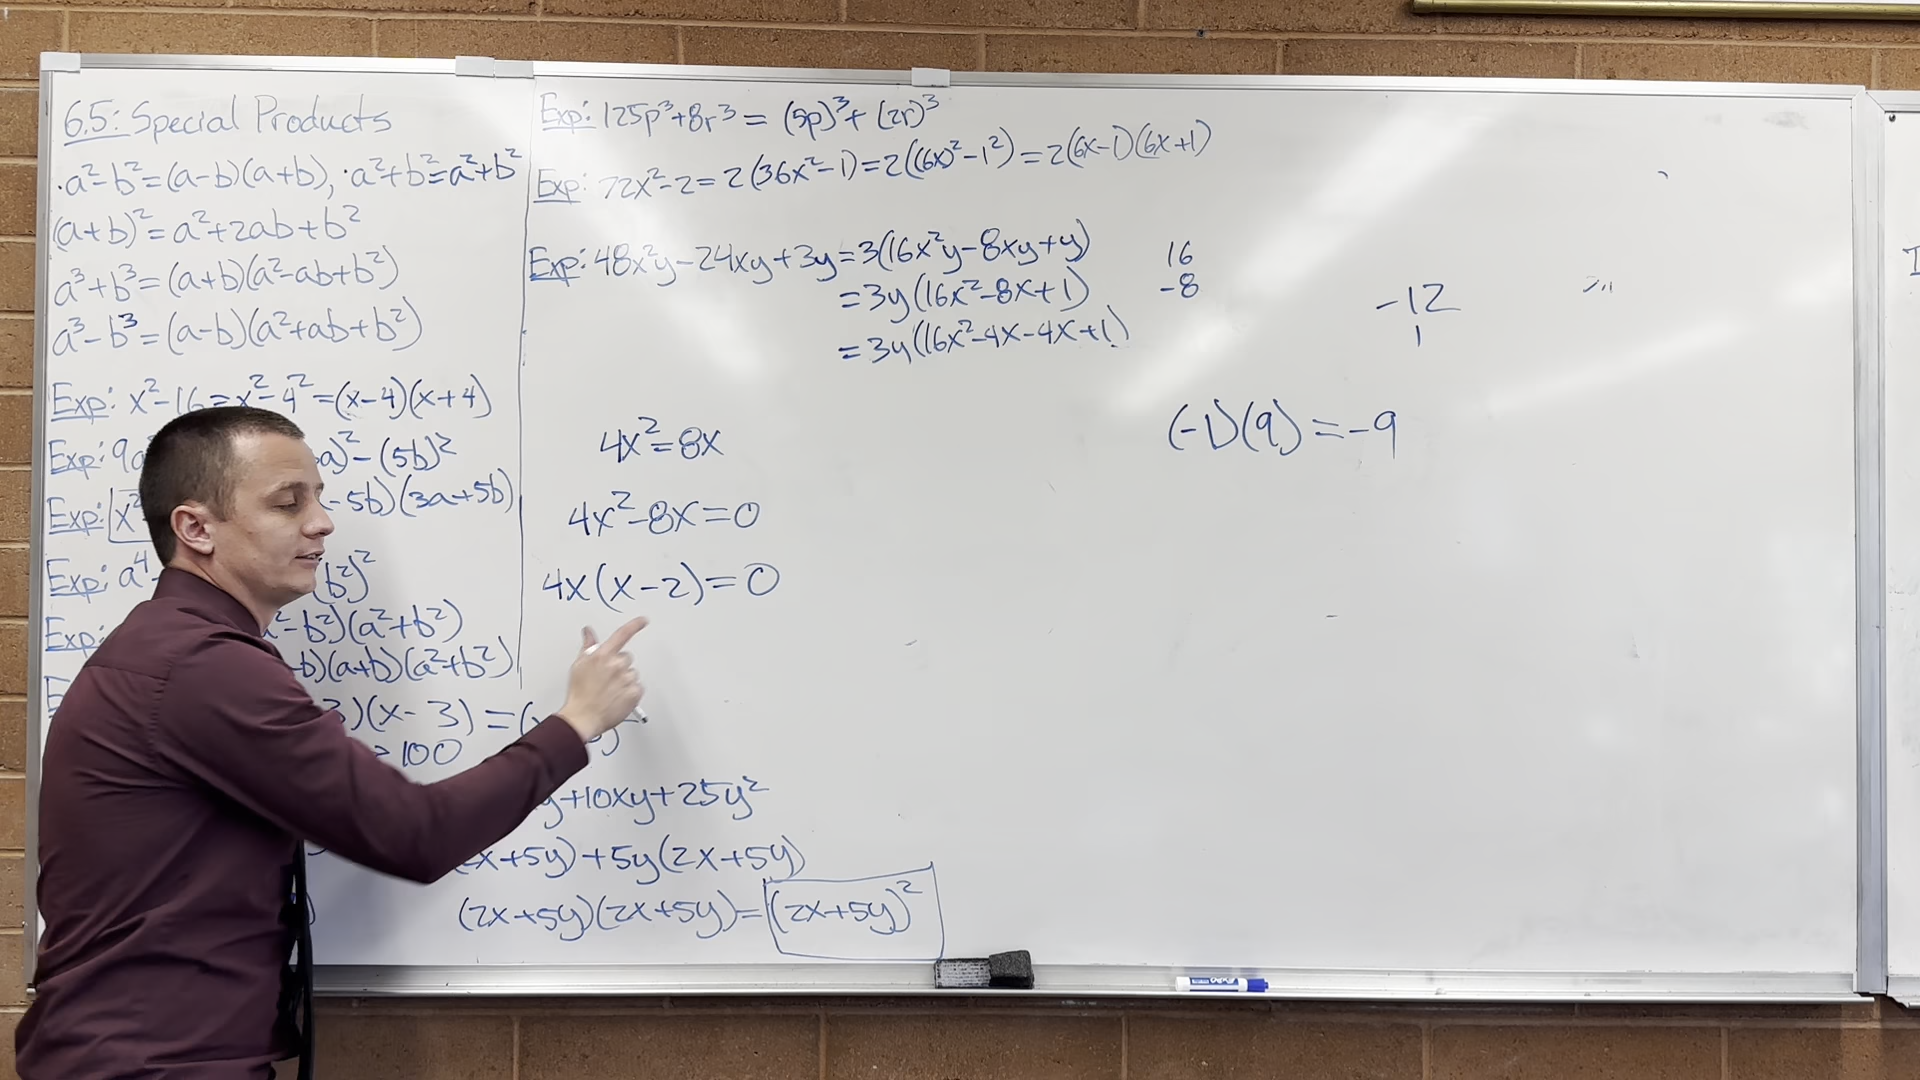 6.5: Special Products
·a²-b²=(a-b)(a+b), ·a²+b²=a²+b²
(a+b)²=a²+2ab+b²
a³+b³=(a+b)(a²-ab+b²)
a³-b³=(a-b)(a²+ab+b²)
Exp: x²-16=x²-4²=(x-4)(x+4)
Exp: 9a a)²-(5b)²
-5b)(3a+5b)
Exp: x²
Exp: a⁴ b²)²
Exp: ²-b²)(a²+b²)
-b)(a+b)(a²+b²)
3)(x-3)=(
100
y+10xy+25y²
2x+5y)+5y(2x+5y)
(2x+5y)(2x+5y)=(2x+5y)²
Exp: 125p³+8r³=(5p)³+(2r)³
Exp: 72x²-2=2(36x²-1)=2((6x)²-1²)=2(6x-1)(6x+1)
Exp: 48x²y-24xy+3y=3(16x²y-8xy+y)
=3y(16x²-8x+1)
=3y(16x²-4x-4x+1)
4x²=8x
4x²-8x=0
4x(x-2)=0
16
-8
-12
1
(-1)(9)=-9